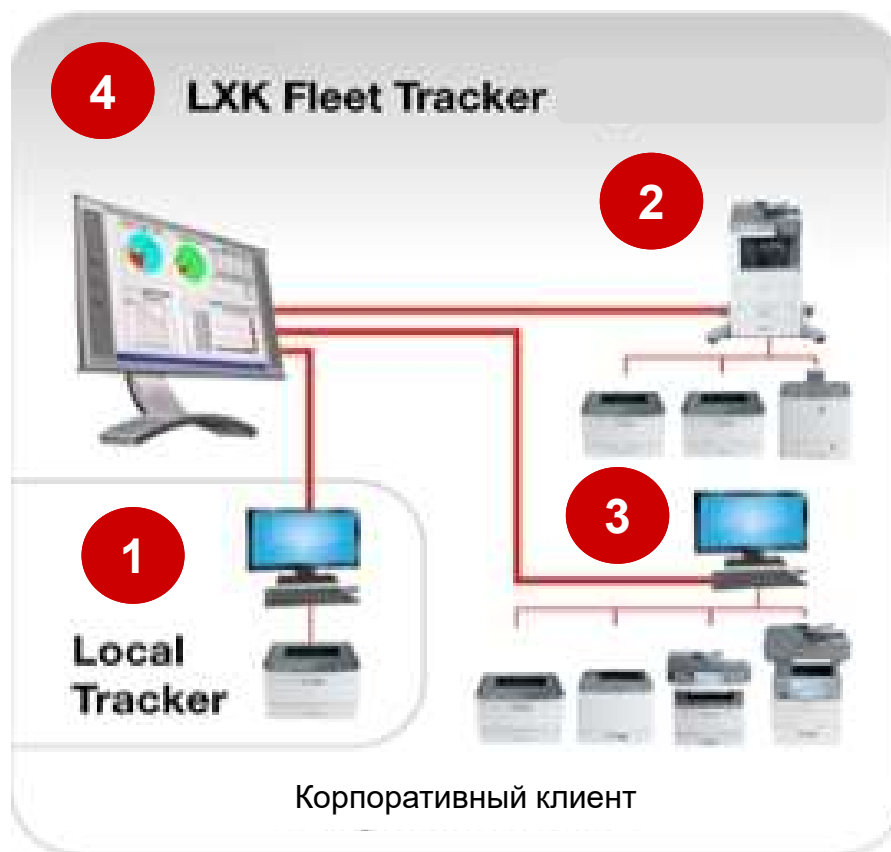 4 LXK Fleet Tracker
2
1
3
Local
Tracker
Корпоративный клиент